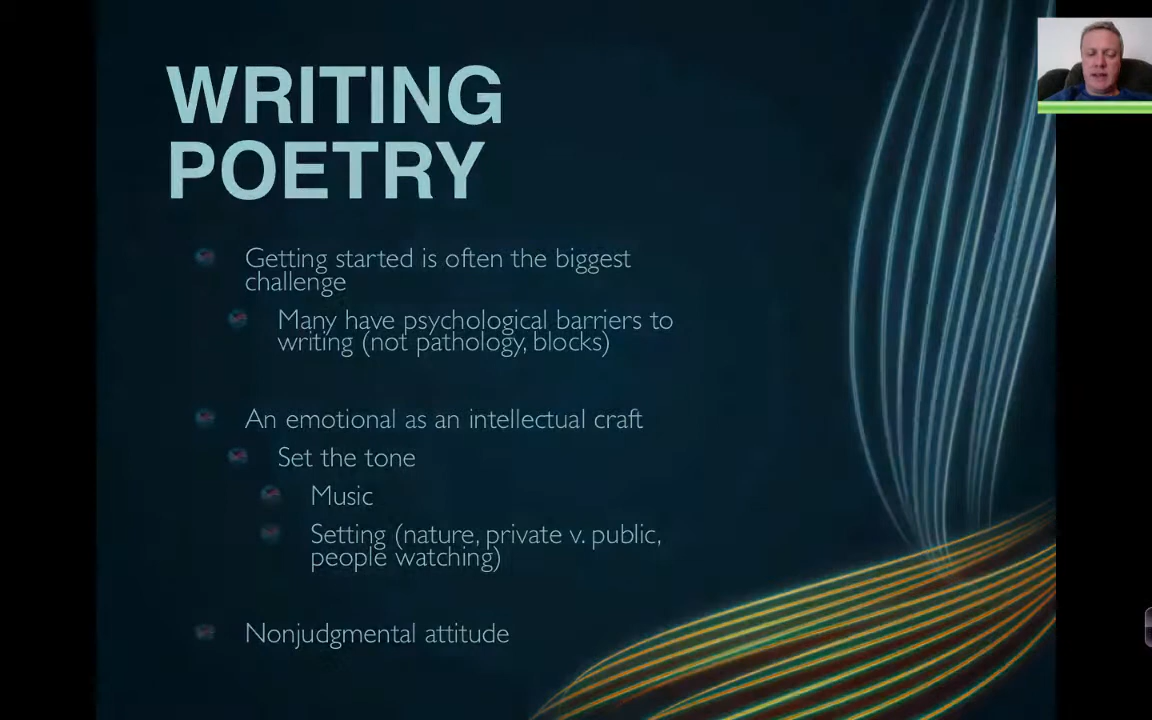 WRITING
POETRY
Getting started is often the biggest
challenge
Many have psychological barriers to
writing (not pathology, blocks)
An emotional as an intellectual craft
Set the tone
Music
Setting (nature, private v. public,
people watching)
Nonjudgmental attitude